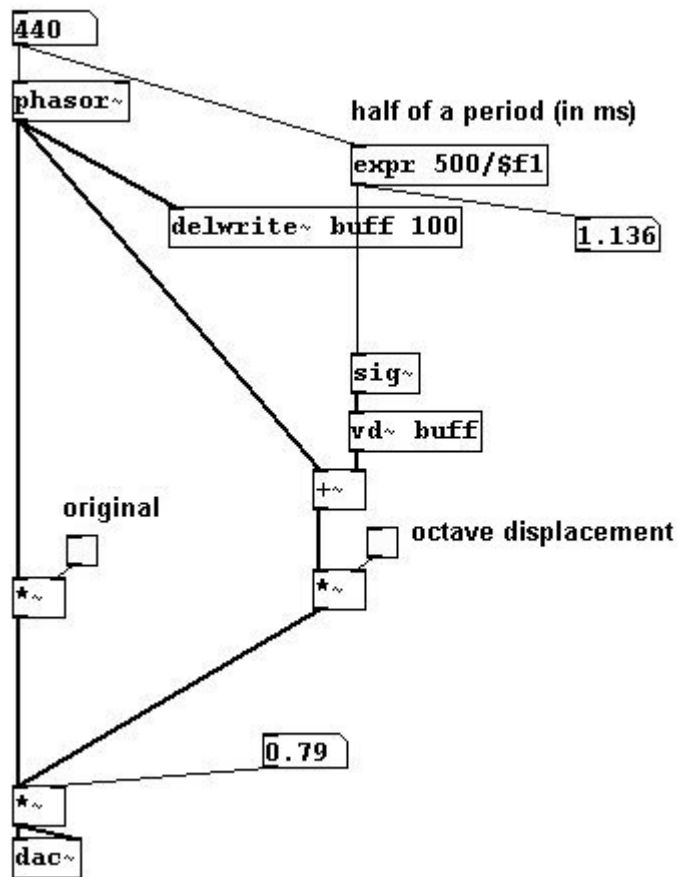 440
phasor~
half of a period (in ms)
expr 500/$f1
delwrite~ buff 100
1.136
sig~
vd~ buff
+~
original
octave displacement
*~
*~
0.79
*~
dac~